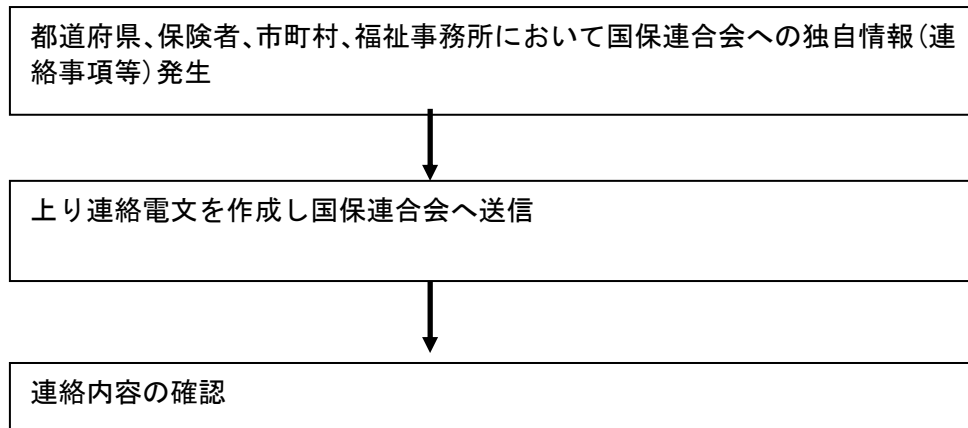 都道府県、保険者、市町村、福祉事務所において国保連合会への独自情報(連
絡事項等)発生
上り連絡電文を作成し国保連合会へ送信
連絡内容の確認